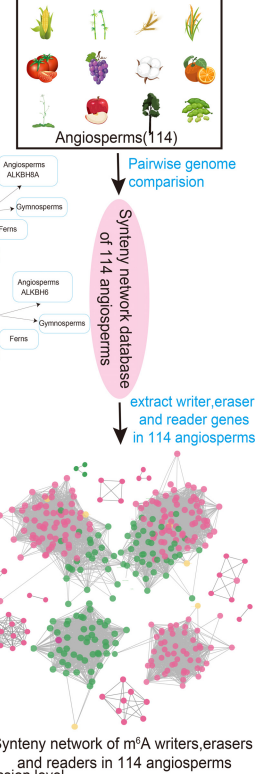 Angiosperms(114)
Pairwise genome
comparision
Angiosperms
ALKBH8A
Gymnosperms
Ferns
Synteny network database
of 114 angiosperms
Angiosperms
ALKBH6
Gymnosperms
Ferns
extract writer,eraser
and reader genes
in 114 angiosperms
Synteny network of m⁶A writers,erasers
and readers in 114 angiosperms
level